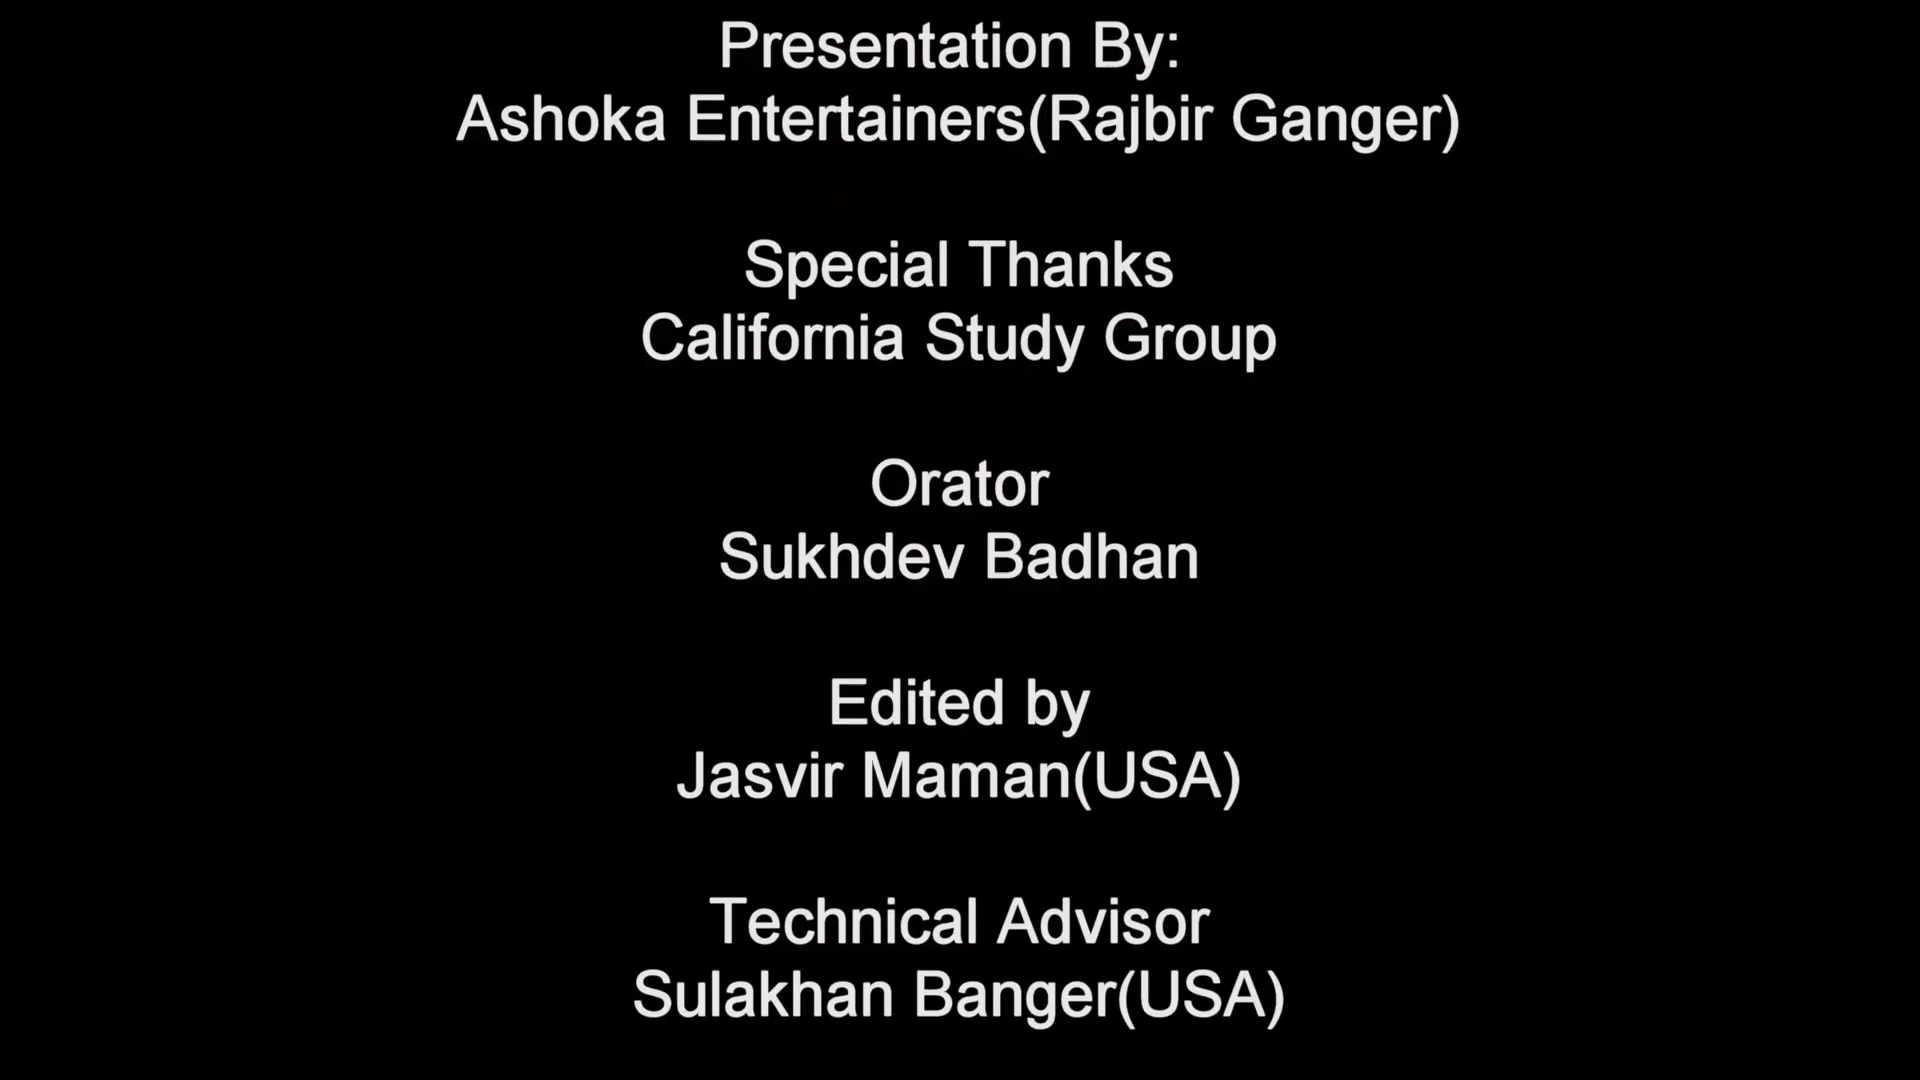 Presentation By:
Ashoka Entertainers(Rajbir Ganger)
Special Thanks
California Study Group
Orator
Sukhdev Badhan
Edited by
Jasvir Maman(USA)
Technical Advisor
Sulakhan Banger(USA)